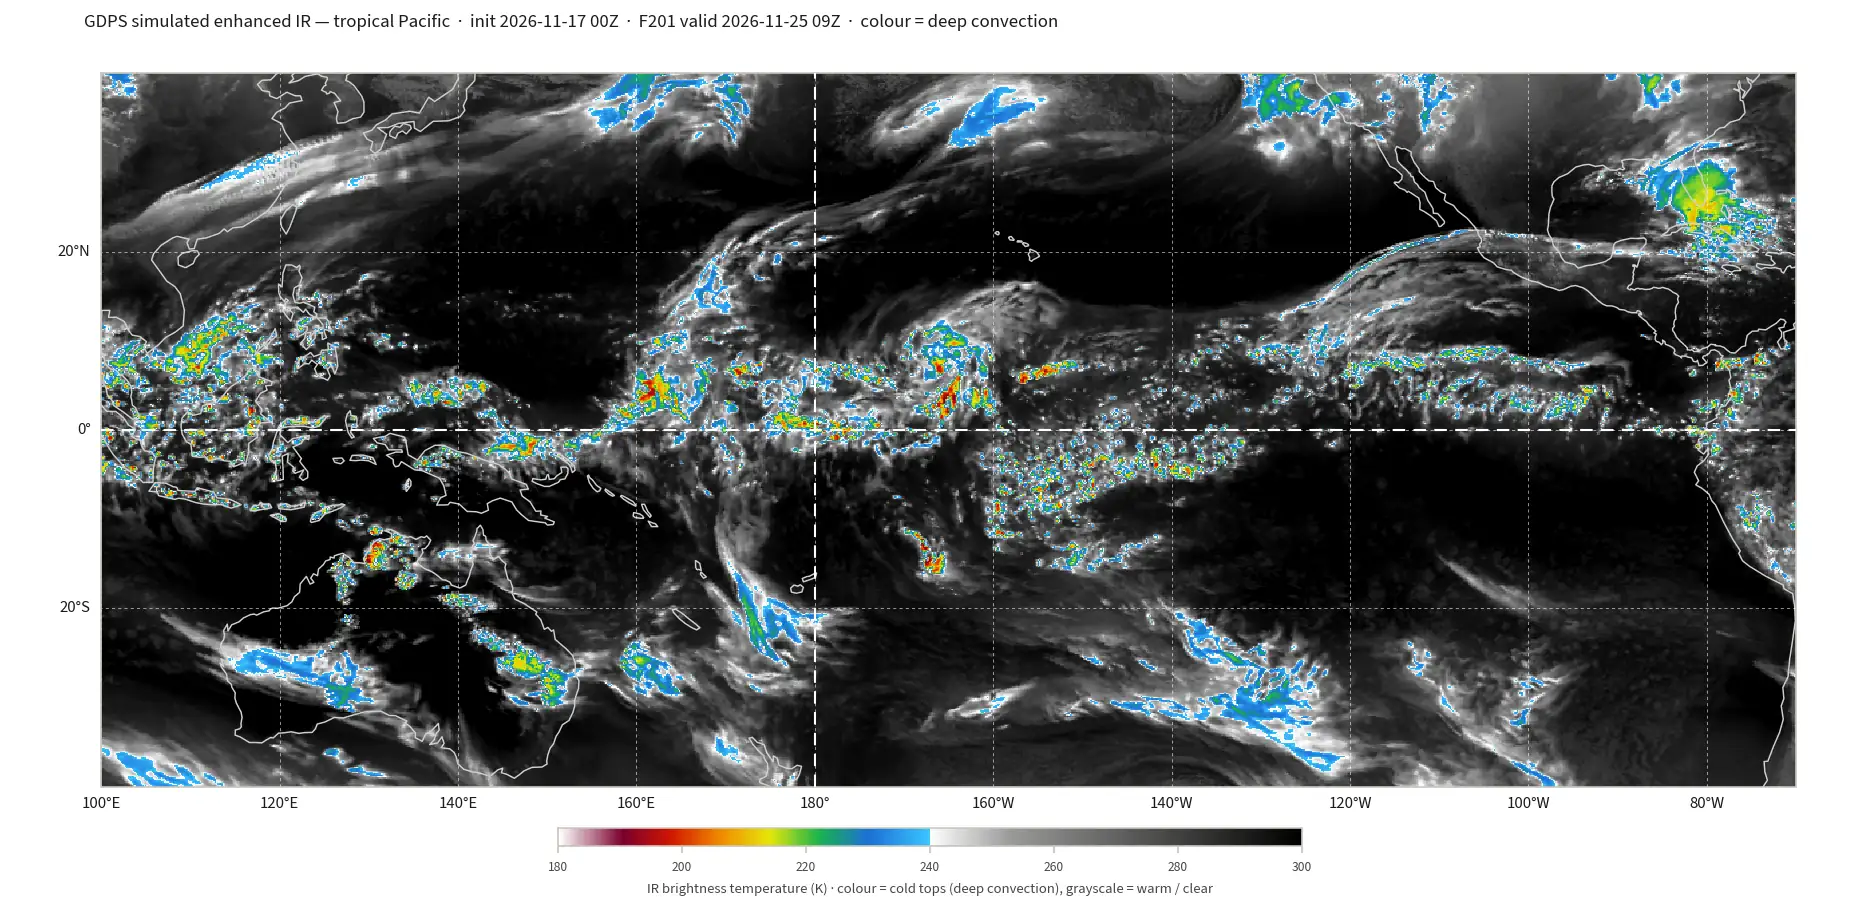 GDPS simulated enhanced IR — tropical Pacific · init 2026-11-17 00Z · F201 valid 2026-11-25 09Z · colour = deep convection
20°N
0°
20°S
100°E 120°E 140°E 160°E 180° 160°W 140°W 120°W 100°W 80°W
180 200 220 240 260 280 300
IR brightness temperature (K) · colour = cold tops (deep convection), grayscale = warm / clear